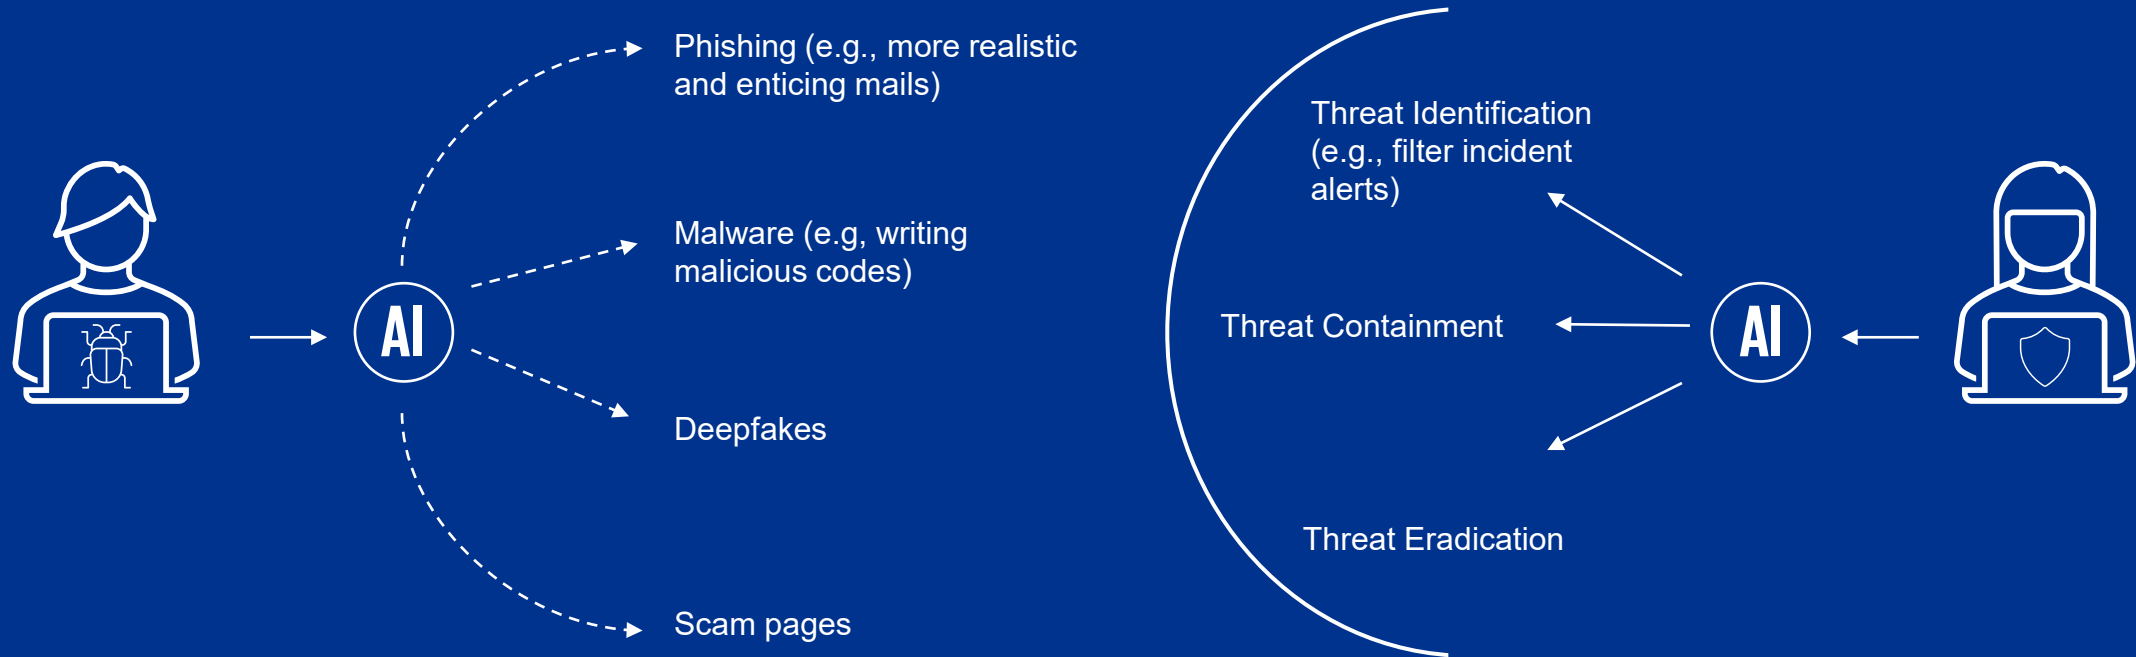 Phishing (e.g., more realistic
and enticing mails)
Malware (e.g, writing
malicious codes)
AI
Deepfakes
Scam pages
Threat Identification
(e.g., filter incident
alerts)
Threat Containment
AI
Threat Eradication